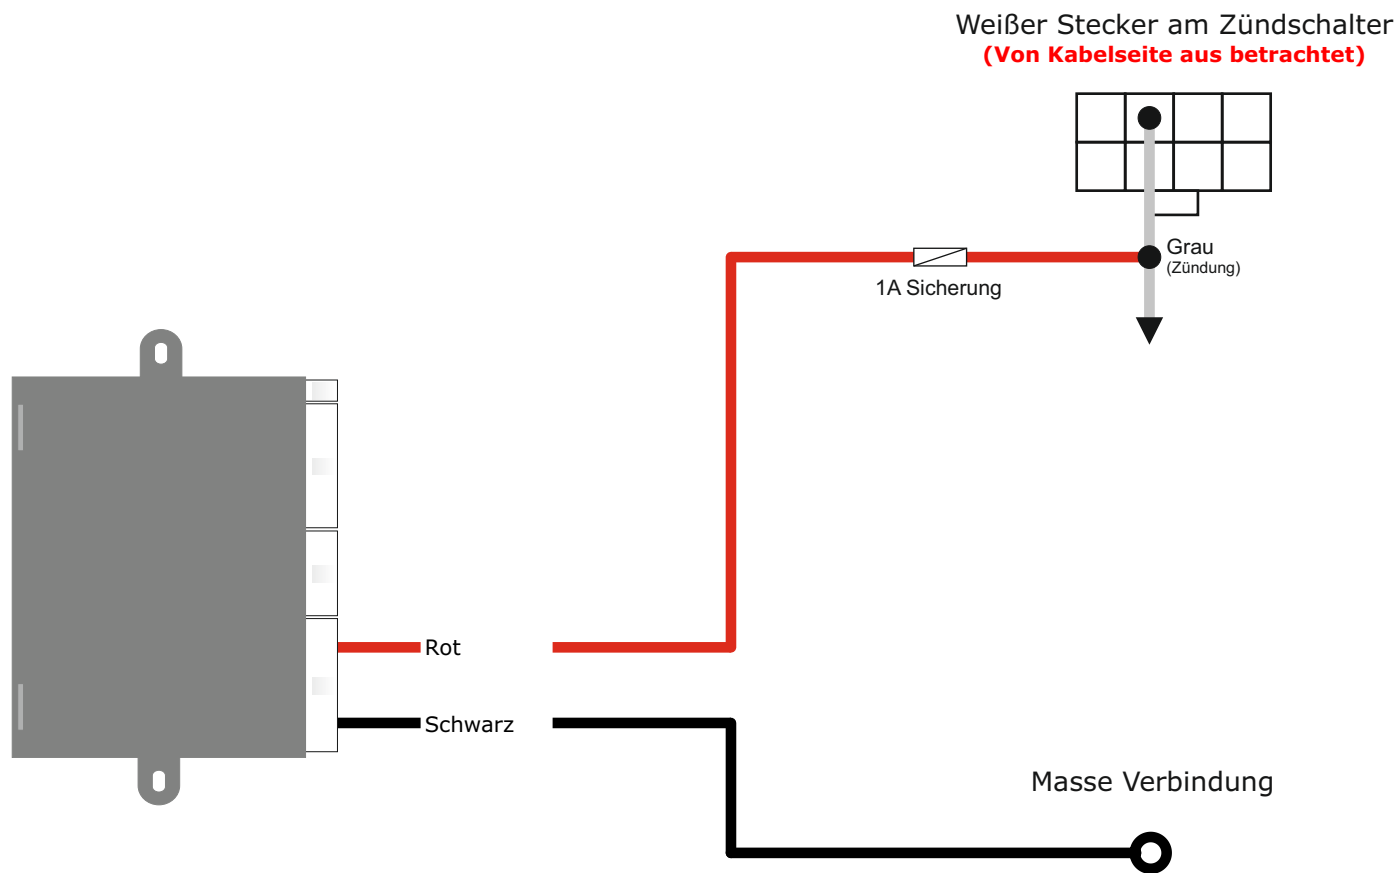 Weißer Stecker am Zündschalter
(Von Kabelseite aus betrachtet)
Grau
(Zündung)
1A Sicherung
Rot
Schwarz
Masse Verbindung